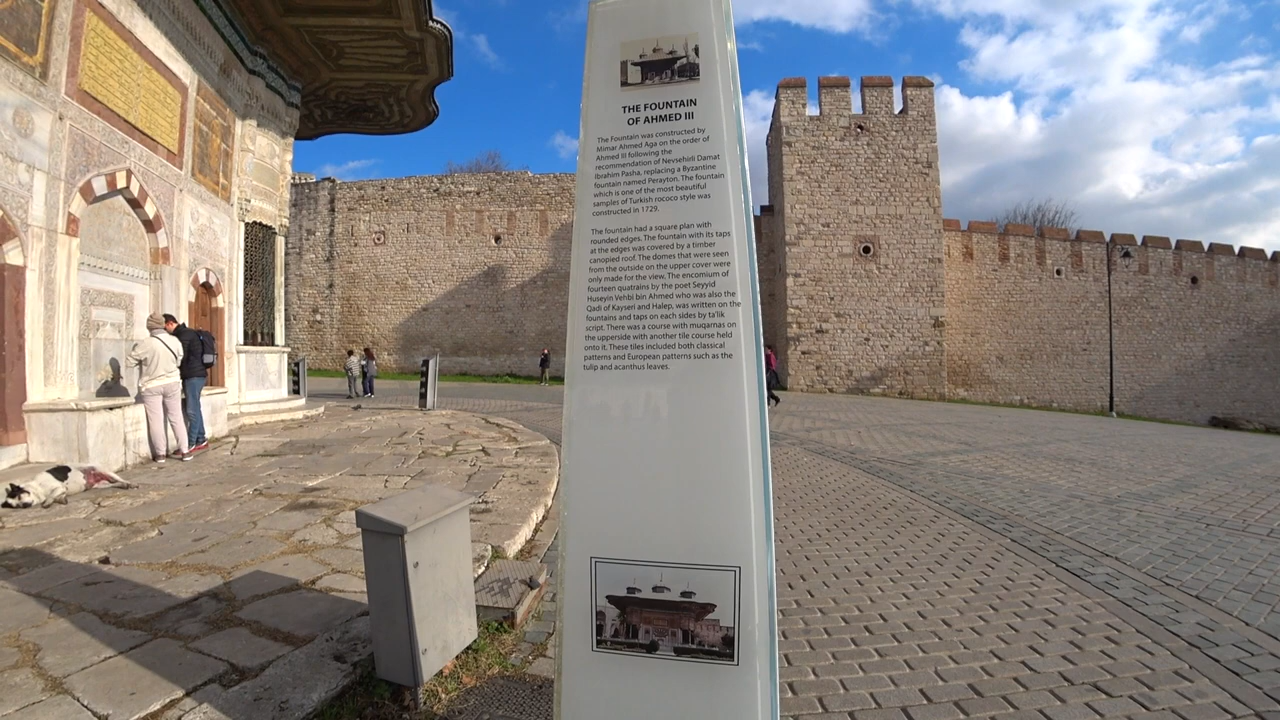 THE FOUNTAIN
OF AHMED III
The Fountain was constructed by
Mimar Ahmed Aga on the order of
Ahmed III following the
recommendation of Nevsehirli Damat
Ibrahim Pasha, replacing a Byzantine
fountain named Perayton. The fountain
which is one of the most beautiful
samples of Turkish rococo style was
constructed in 1729.
The fountain had a square plan with
rounded edges. The fountain with its taps
at the edges was covered by a timber
canopied roof. The domes that were seen
from the outside on the upper cover were
only made for the view. The encomium of
fourteen quatrains by the poet Seyyid
Huseyin Vehbi bin Ahmed who was also the
Qadi of Kayseri and Halep, was written on the
fountains and taps on each sides by ta'lik
script. There was a course with muqarnas on
the upperside with another tile course held
onto it. These tiles included both classical
patterns and European patterns such as the
tulip and acanthus leaves.